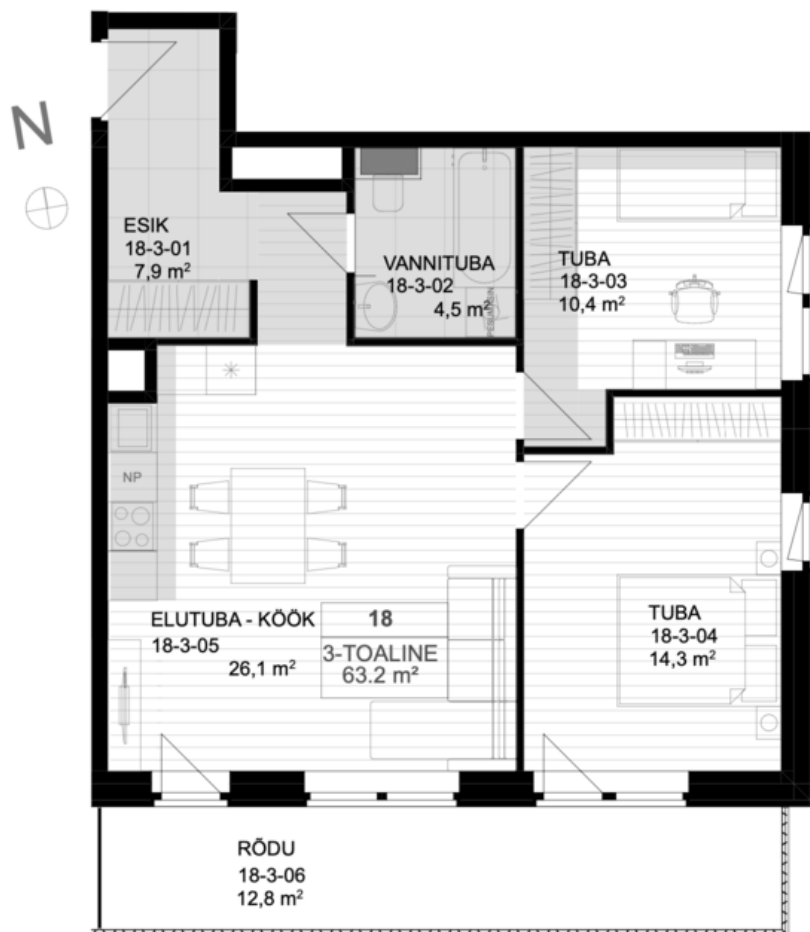 N
ESIK
18-3-01
7,9 m²
VANNITUBA
18-3-02
4,5 m²
PESUMASIN
TUBA
18-3-03
10,4 m²
NP
ELUTUBA - KÖÖK
18-3-05
26,1 m²
18
3-TOALINE
63.2 m²
TUBA
18-3-04
14,3 m²
RÕDU
18-3-06
12,8 m²